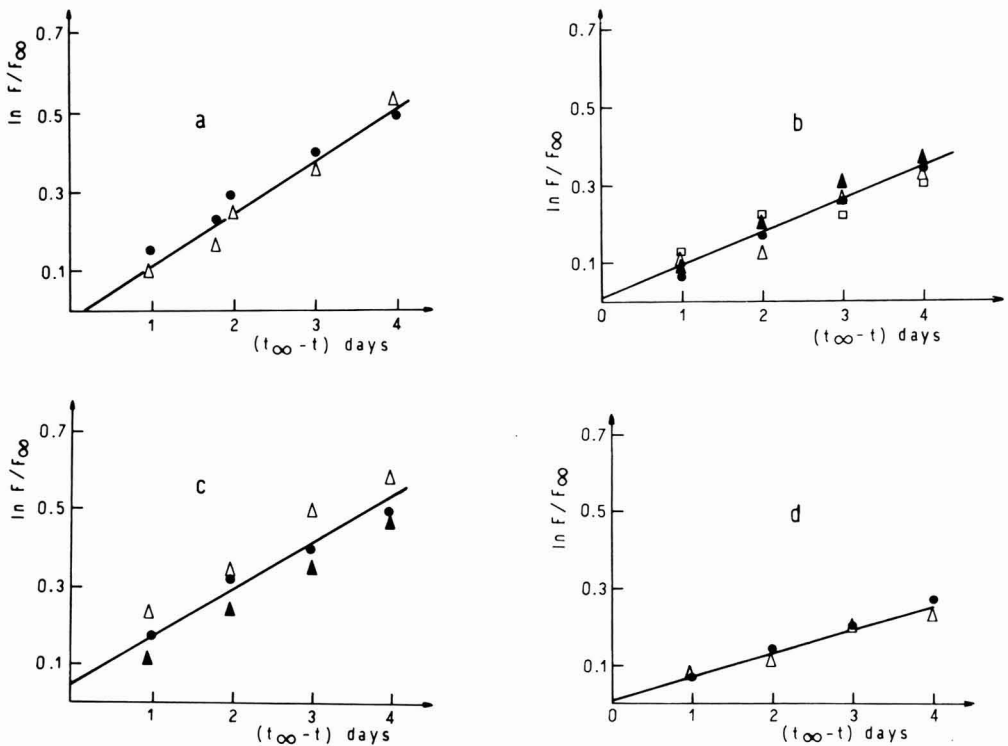 ln F/F∞
0.7
0.5
0.3
0.1
a
1 2 3 4
(t∞-t) days
ln F/F∞
0.7
0.5
0.3
0.1
b
0 1 2 3 4
(t∞-t) days
ln F/F∞
0.7
0.5
0.3
0.1
c
1 2 3 4
(t∞-t) days
ln F/F∞
0.7
0.5
0.3
0.1
d
0 1 2 3 4
(t∞-t) days